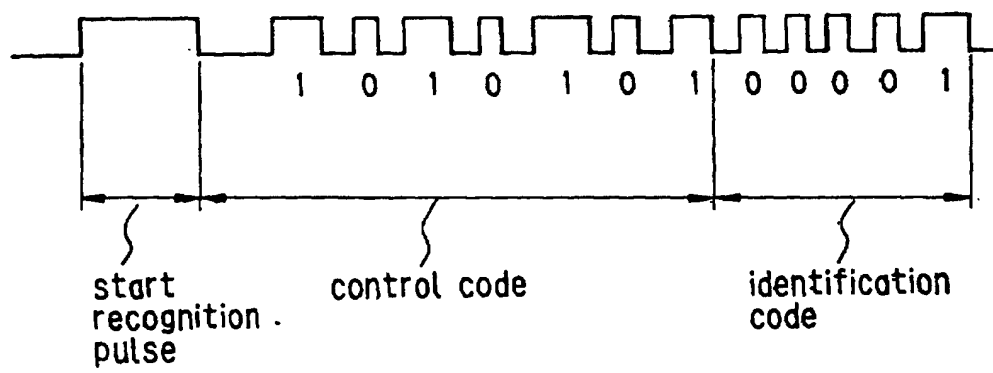 1 0 1 0 1 0 1 0 0 0 0 1
start recognition pulse
control code
identification code